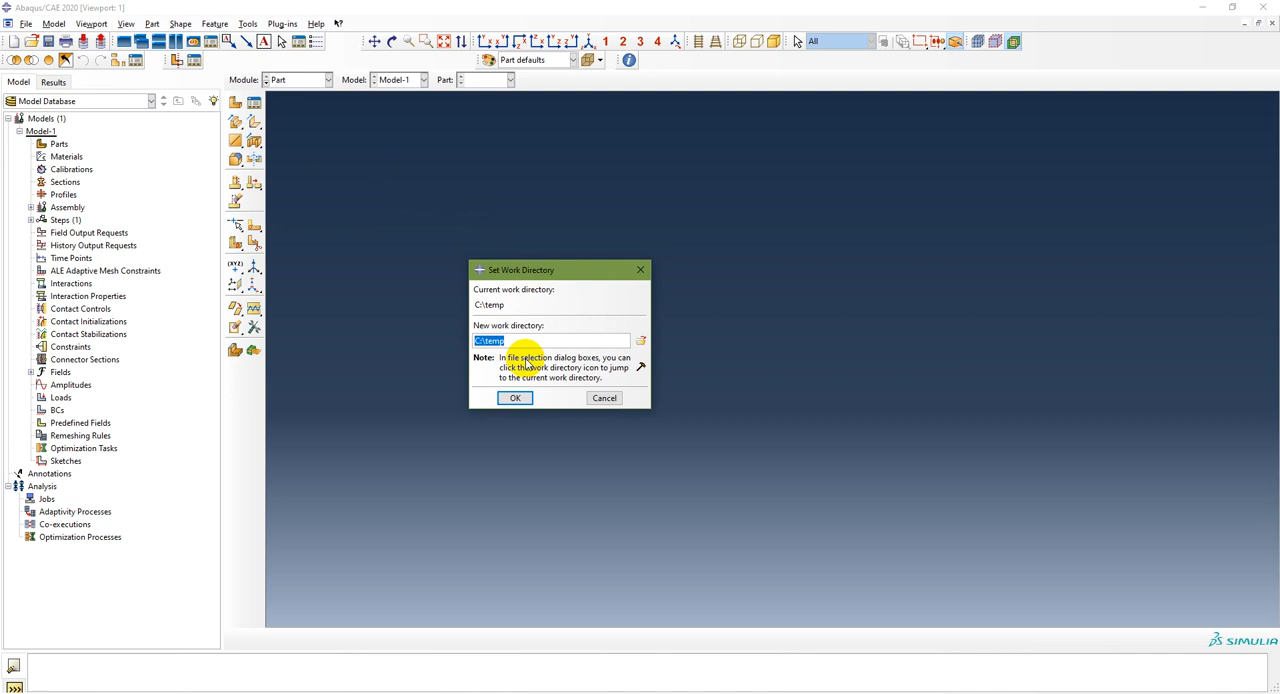 Abaqus/CAE 2020 [Viewport: 1]
File Model Viewport View Part Shape Feature Tools Plug-ins Help
A 1 2 3 4 All
Part defaults
Model Results
Module: Part Model: Model-1 Part:
Model Database
Models (1)
Model-1
Parts
Materials
Calibrations
Sections
Profiles
Assembly
Steps (1)
Field Output Requests
History Output Requests
Time Points
ALE Adaptive Mesh Constraints
Interactions
Interaction Properties
Contact Controls
Contact Initializations
Contact Stabilizations
Constraints
Connector Sections
Fields
Amplitudes
Loads
BCs
Predefined Fields
Remeshing Rules
Optimization Tasks
Sketches
Annotations
Analysis
Jobs
Adaptivity Processes
Co-executions
Optimization Processes
Set Work Directory
Current work directory:
C:\temp
New work directory:
C:\temp
Note: In file selection dialog boxes, you can
click the work directory icon to jump
to the current work directory.
OK Cancel
SIMULIA
>>>